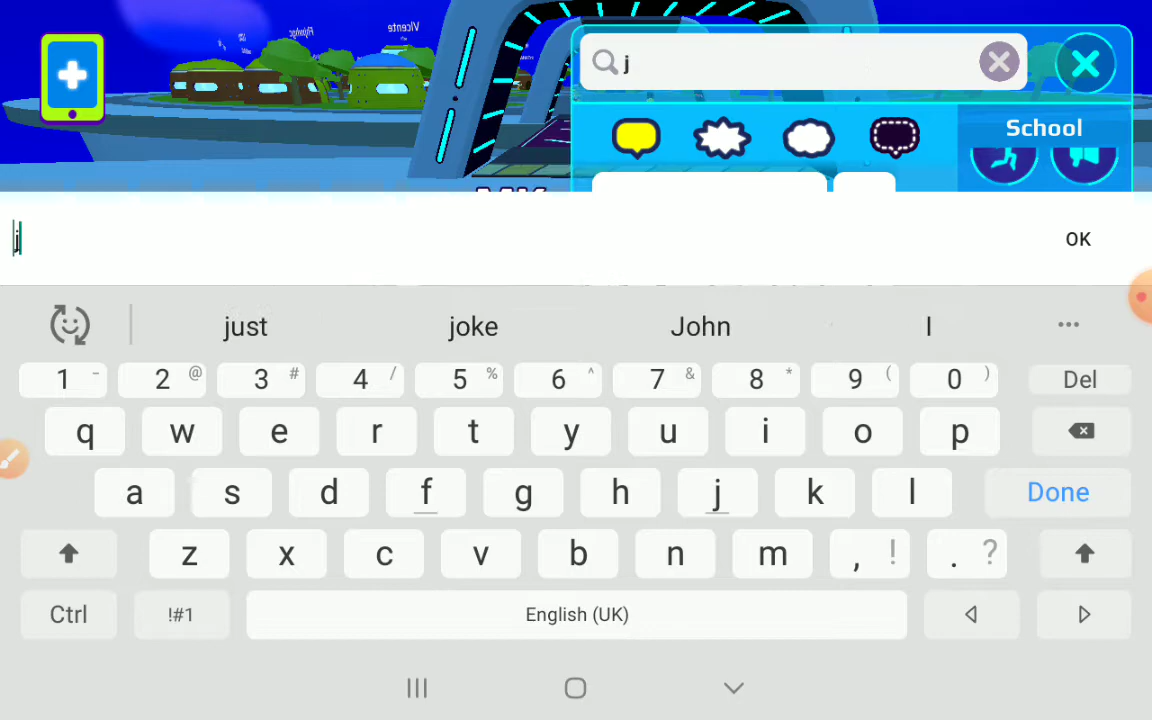 Vicente
j
School
j
OK
just joke John I ...
1 - 2 @ 3 # 4 / 5 % 6 ^ 7 & 8 * 9 ( 0 ) Del
q w e r t y u i o p
a s d f g h j k l Done
z x c v b n m , ! . ?
Ctrl !#1 English (UK)